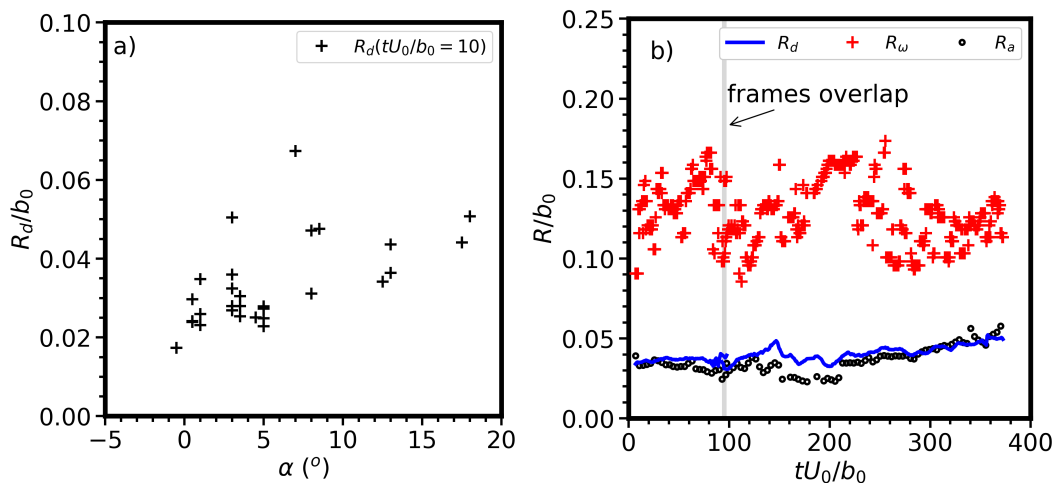 a)
R_d(tU_0/b_0 = 10)
R_d/b_0
0.10
0.08
0.06
0.04
0.02
0.00
−5 0 5 10 15 20
α (°)
b)
R_d R_ω R_a
frames overlap
R/b_0
0.25
0.20
0.15
0.10
0.05
0.00
0 100 200 300 400
tU_0/b_0